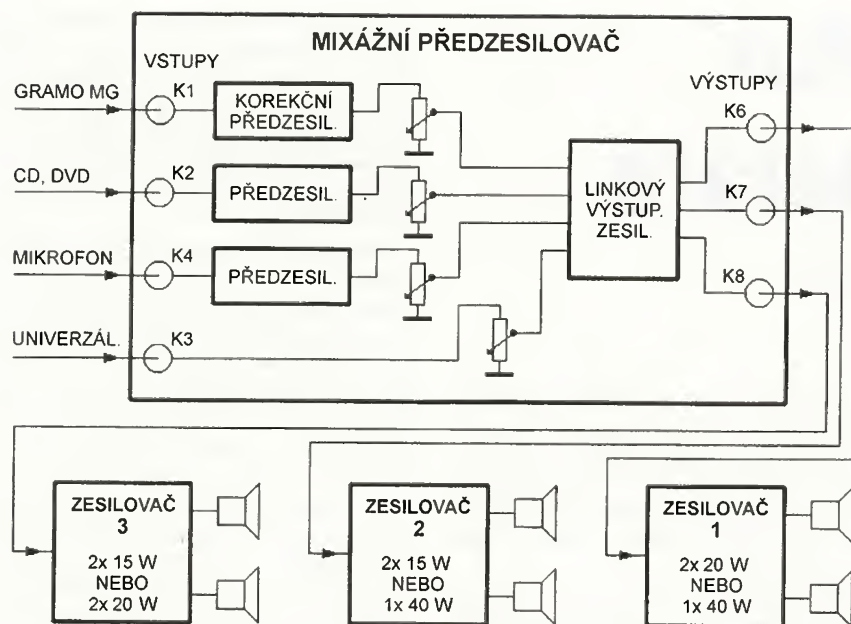 MIXÁŽNÍ PŘEDZESILOVAČ
VSTUPY
VÝSTUPY
GRAMO MG
K1
KOREKČNÍ
PŘEDZESIL.
K6
CD, DVD
K2
PŘEDZESIL.
LINKOVÝ
VÝSTUP.
ZESIL.
K7
MIKROFON
K4
PŘEDZESIL.
K8
UNIVERZÁL.
K3
ZESILOVAČ
3
2x 15 W
NEBO
2x 20 W
ZESILOVAČ
2
2x 15 W
NEBO
1x 40 W
ZESILOVAČ
1
2x 20 W
NEBO
1x 40 W